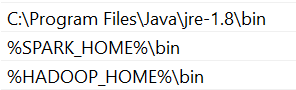 C:\Program Files\Java\jre-1.8\bin
%SPARK_HOME%\bin
%HADOOP_HOME%\bin